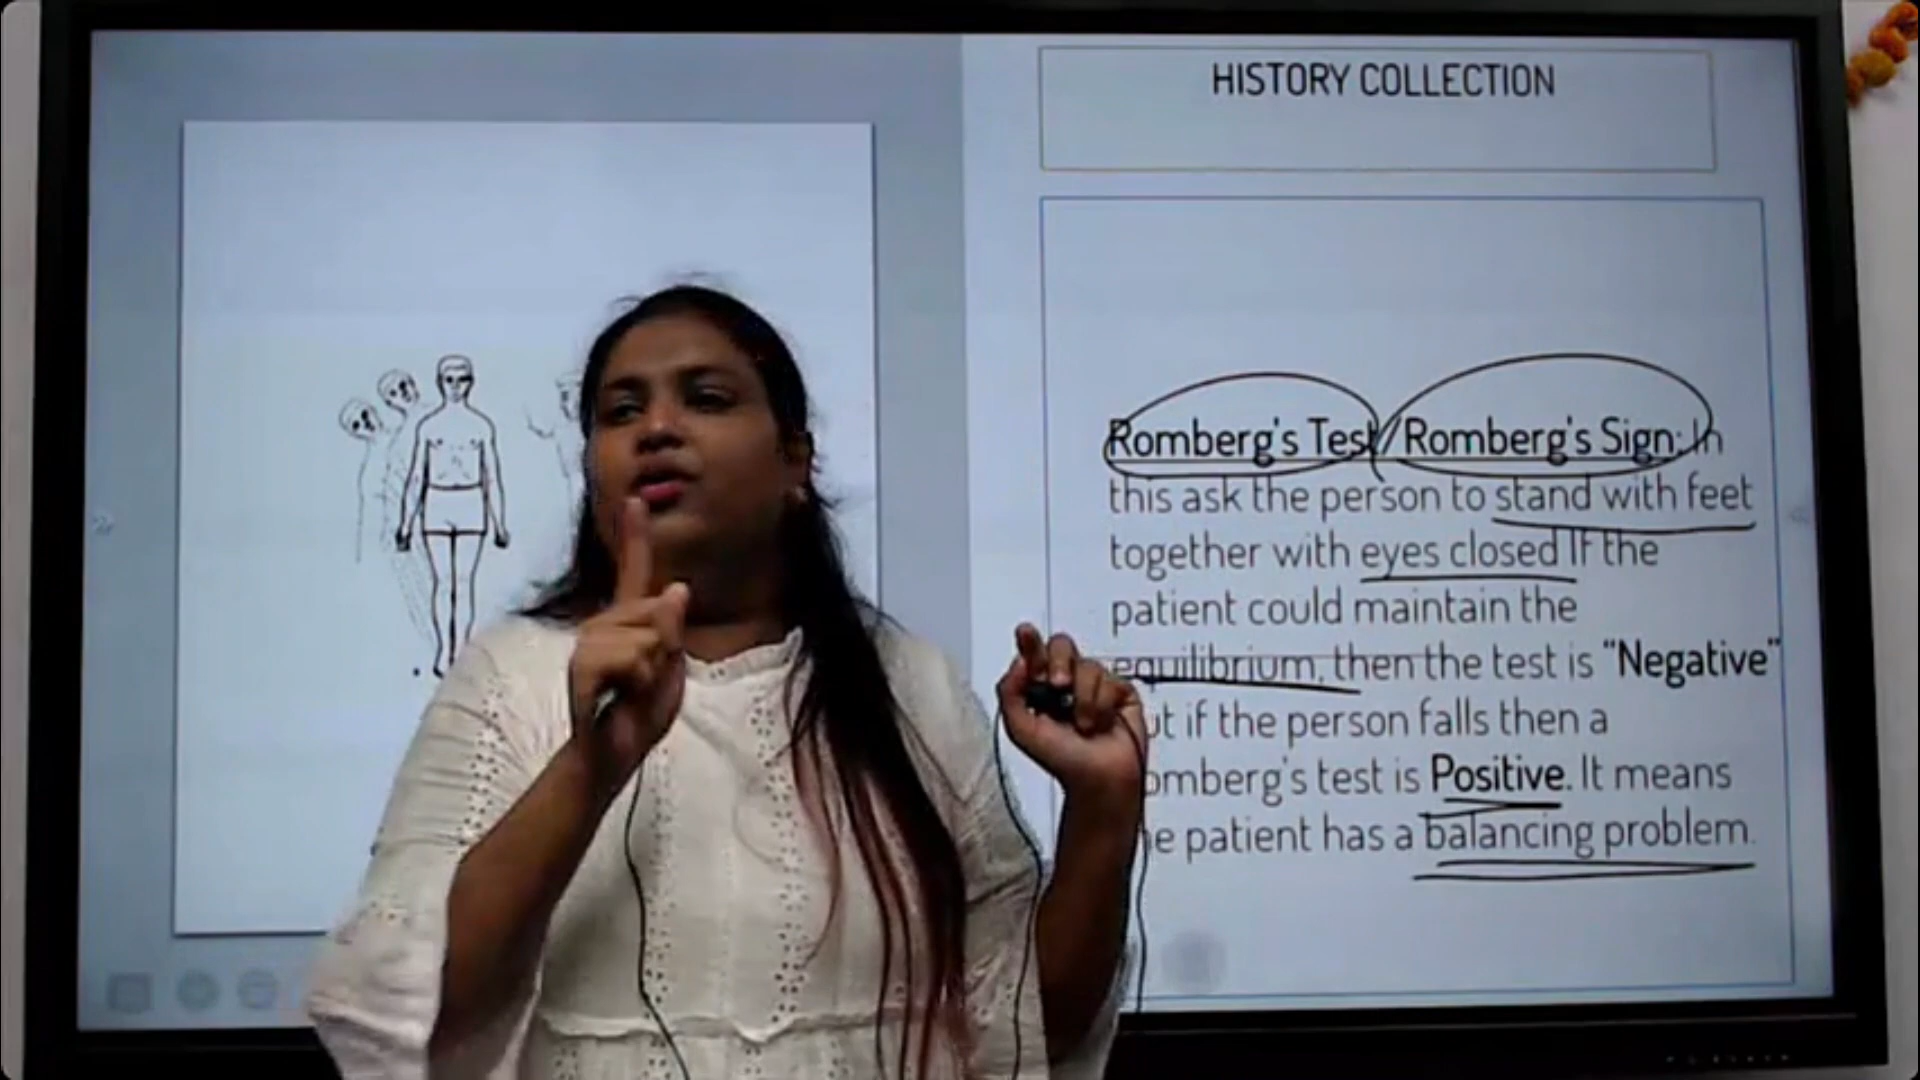 HISTORY COLLECTION
Romberg's Test/Romberg's Sign: In
this ask the person to stand with feet
together with eyes closed If the
patient could maintain the
equilibrium, then the test is "Negative"
if the person falls then a
test is Positive. It means
patient has a balancing problem.